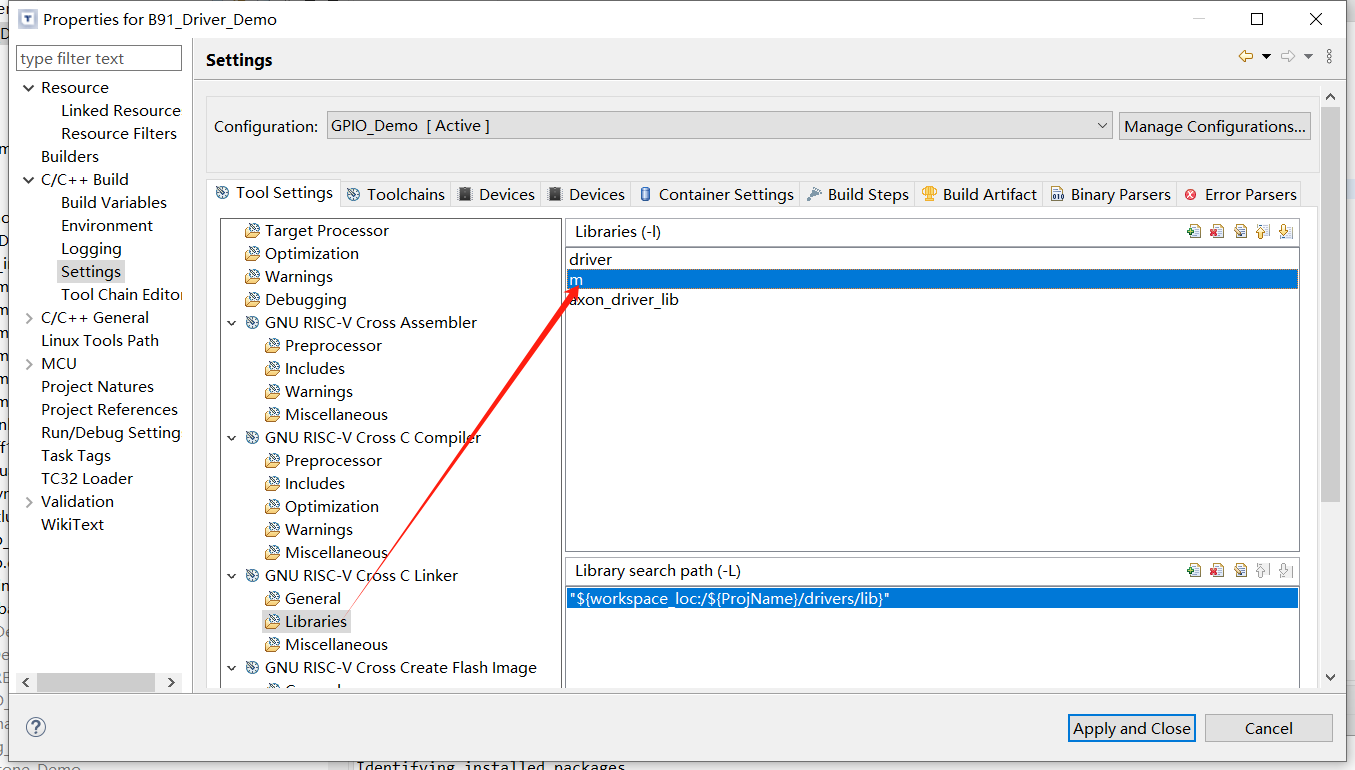 Properties for B91_Driver_Demo
type filter text
Resource
Linked Resource
Resource Filters
Builders
C/C++ Build
Build Variables
Environment
Logging
Settings
Tool Chain Editor
C/C++ General
Linux Tools Path
MCU
Project Natures
Project References
Run/Debug Setting
Task Tags
TC32 Loader
Validation
WikiText
Settings
Configuration: GPIO_Demo [ Active ] Manage Configurations...
Tool Settings Toolchains Devices Devices Container Settings Build Steps Build Artifact Binary Parsers Error Parsers
Target Processor
Optimization
Warnings
Debugging
GNU RISC-V Cross Assembler
Preprocessor
Includes
Warnings
Miscellaneous
GNU RISC-V Cross C Compiler
Preprocessor
Includes
Optimization
Warnings
Miscellaneous
GNU RISC-V Cross C Linker
General
Libraries
Miscellaneous
GNU RISC-V Cross Create Flash Image
Libraries (-l)
driver
m
axon_driver_lib
Library search path (-L)
"${workspace_loc:/${ProjName}/drivers/lib}"
Apply and Close Cancel
Identifying installed packages